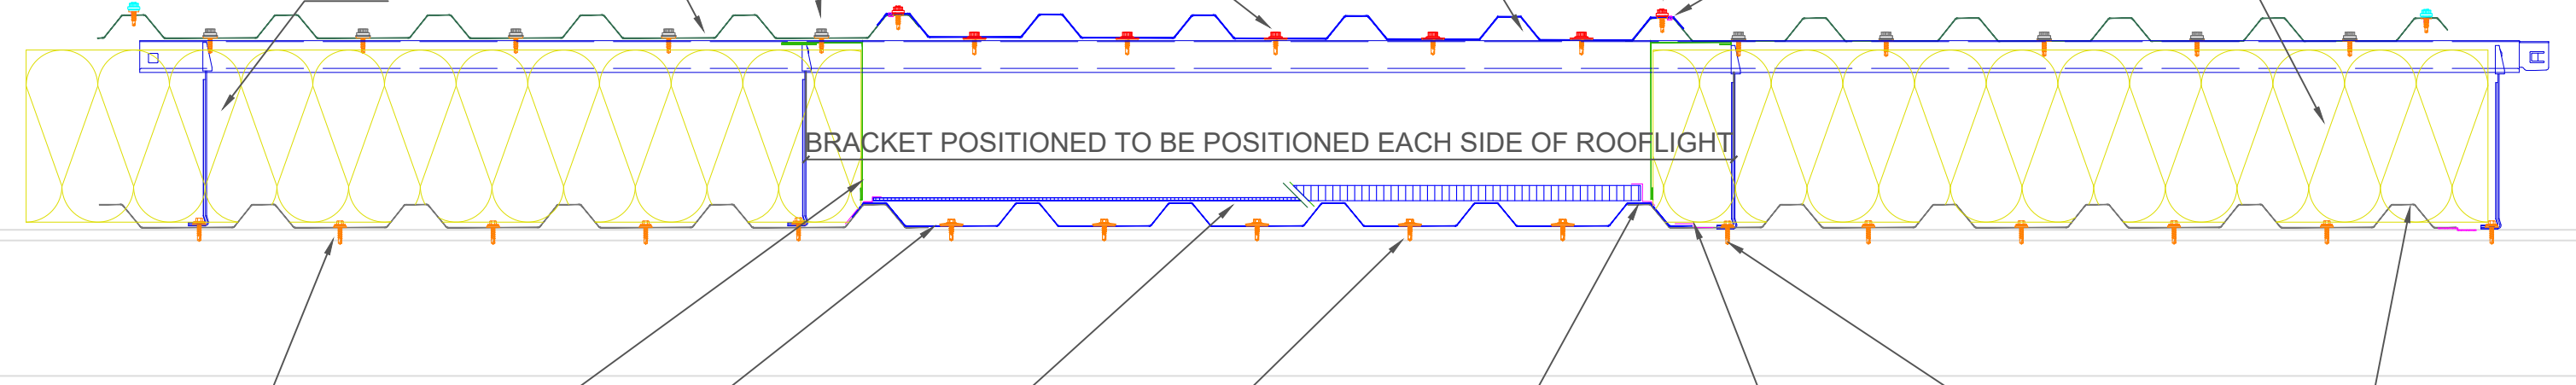 BRACKET POSITIONED TO BE POSITIONED EACH SIDE OF ROOFLIGHT